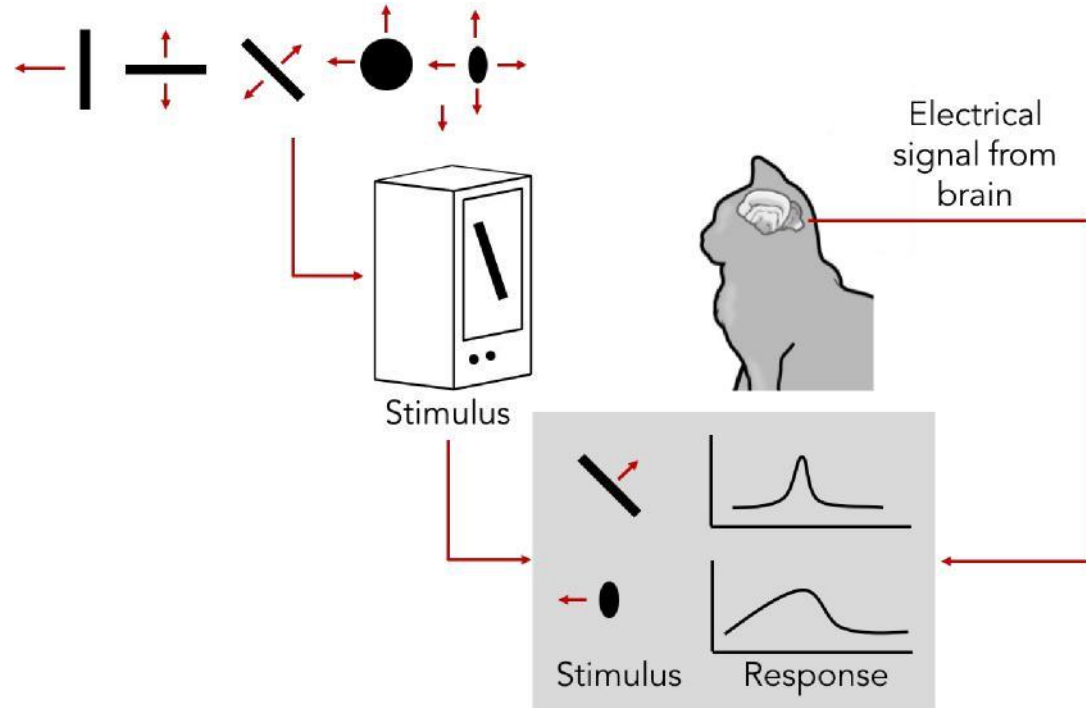 Electrical
signal from
brain
Stimulus
Stimulus
Response